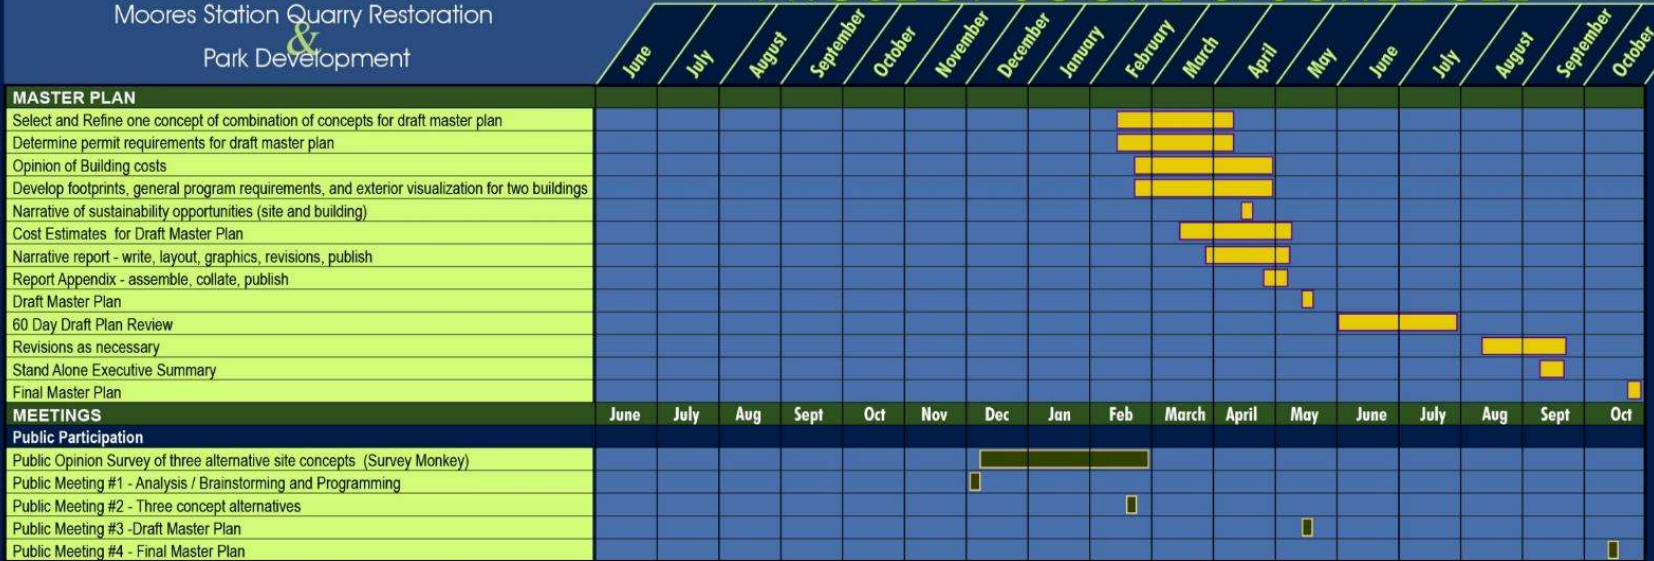 Moores Station Quarry Restoration
&
Park Development
June July August September October November December January February March April May June July August September October
MASTER PLAN
Select and Refine one concept of combination of concepts for draft master plan
Determine permit requirements for draft master plan
Opinion of Building costs
Develop footprints, general program requirements, and exterior visualization for two buildings
Narrative of sustainability opportunities (site and building)
Cost Estimates for Draft Master Plan
Narrative report - write, layout, graphics, revisions, publish
Report Appendix - assemble, collate, publish
Draft Master Plan
60 Day Draft Plan Review
Revisions as necessary
Stand Alone Executive Summary
Final Master Plan
MEETINGS June July Aug Sept Oct Nov Dec Jan Feb March April May June July Aug Sept Oct
Public Participation
Public Opinion Survey of three alternative site concepts (Survey Monkey)
Public Meeting #1 - Analysis / Brainstorming and Programming
Public Meeting #2 - Three concept alternatives
Public Meeting #3 -Draft Master Plan
Public Meeting #4 - Final Master Plan